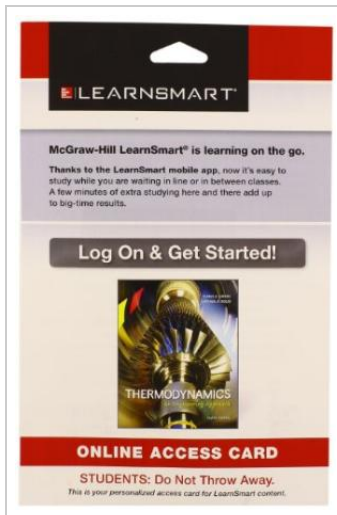 LEARNSMART®
McGraw-Hill LearnSmart® is learning on the go.
Thanks to the LearnSmart mobile app, now it's easy to
study while you are waiting in line or in between classes.
A few minutes of extra studying here and there add up
to big-time results.
Log On & Get Started!
THERMODYNAMICS
ONLINE ACCESS CARD
STUDENTS: Do Not Throw Away.
This is your personalized access card for LearnSmart content.